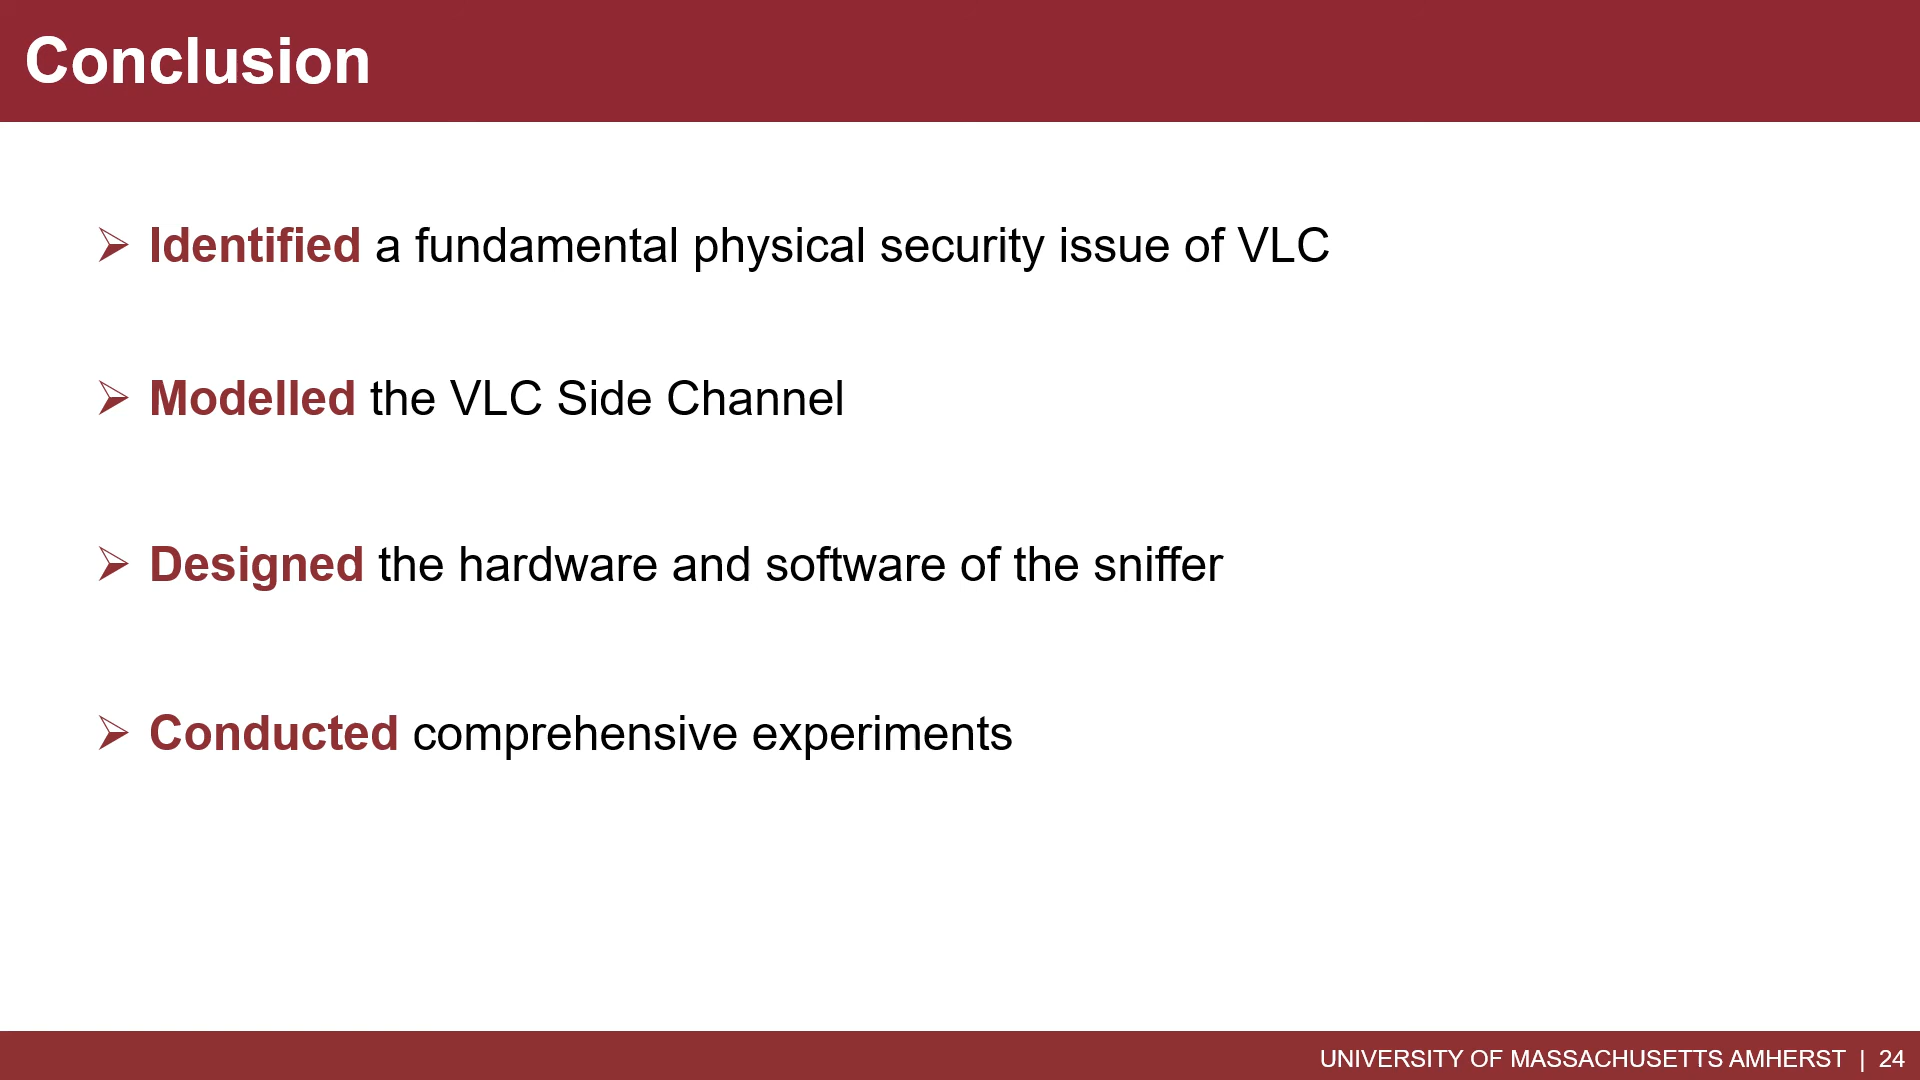 Conclusion
Identified a fundamental physical security issue of VLC
Modelled the VLC Side Channel
Designed the hardware and software of the sniffer
Conducted comprehensive experiments
UNIVERSITY OF MASSACHUSETTS AMHERST | 24